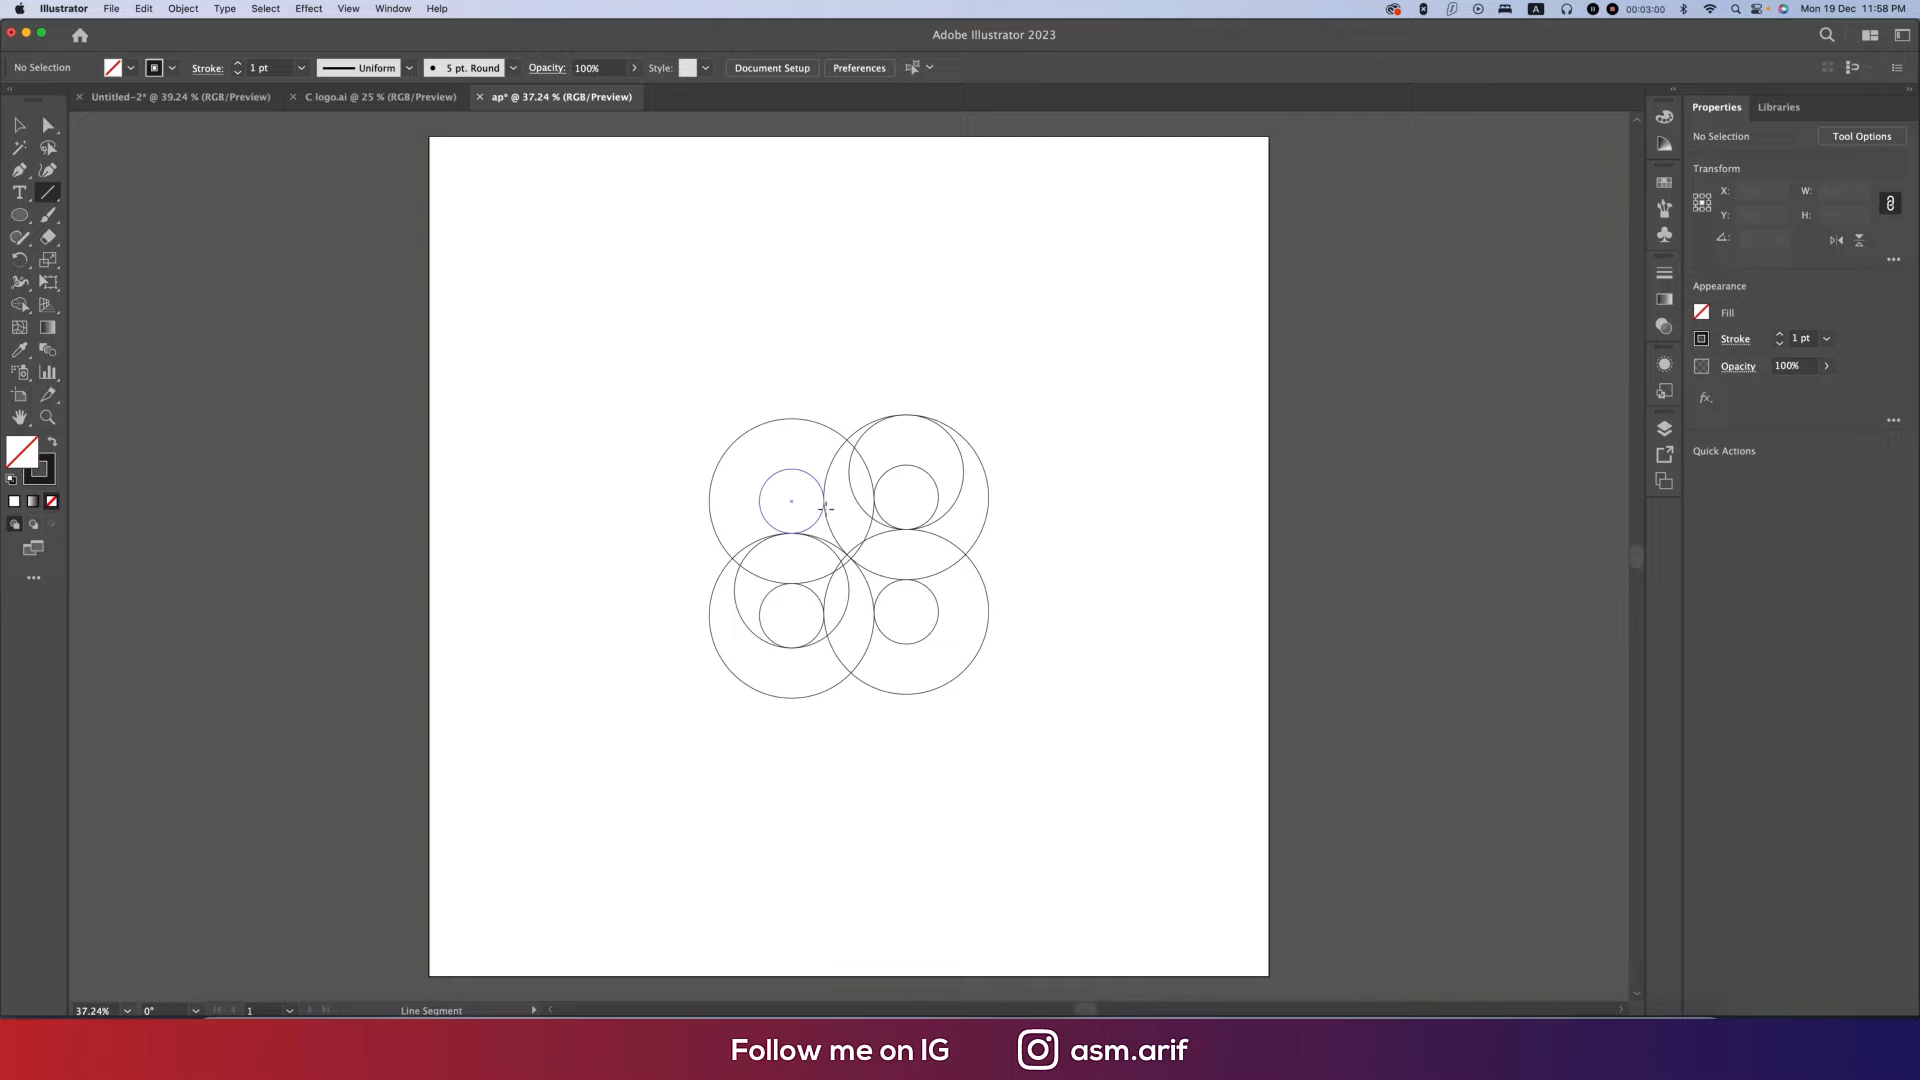 Illustrator File Edit Object Type Select Effect View Window Help
A 00:03:00 Mon 19 Dec 11:58 PM
Adobe Illustrator 2023
No Selection Stroke: 1 pt Uniform 5 pt. Round Opacity: 100% Style: Document Setup Preferences
Untitled-2* @ 39.24 % (RGB/Preview) C logo.ai @ 25 % (RGB/Preview) ap* @ 37.24 % (RGB/Preview)
Properties Libraries
No Selection Tool Options
Transform
X: W:
Y: H:
Appearance
Fill
Stroke 1 pt
Opacity 100%
fx.
Quick Actions
37.24% 0° 1 Line Segment
Follow me on IG asm.arif